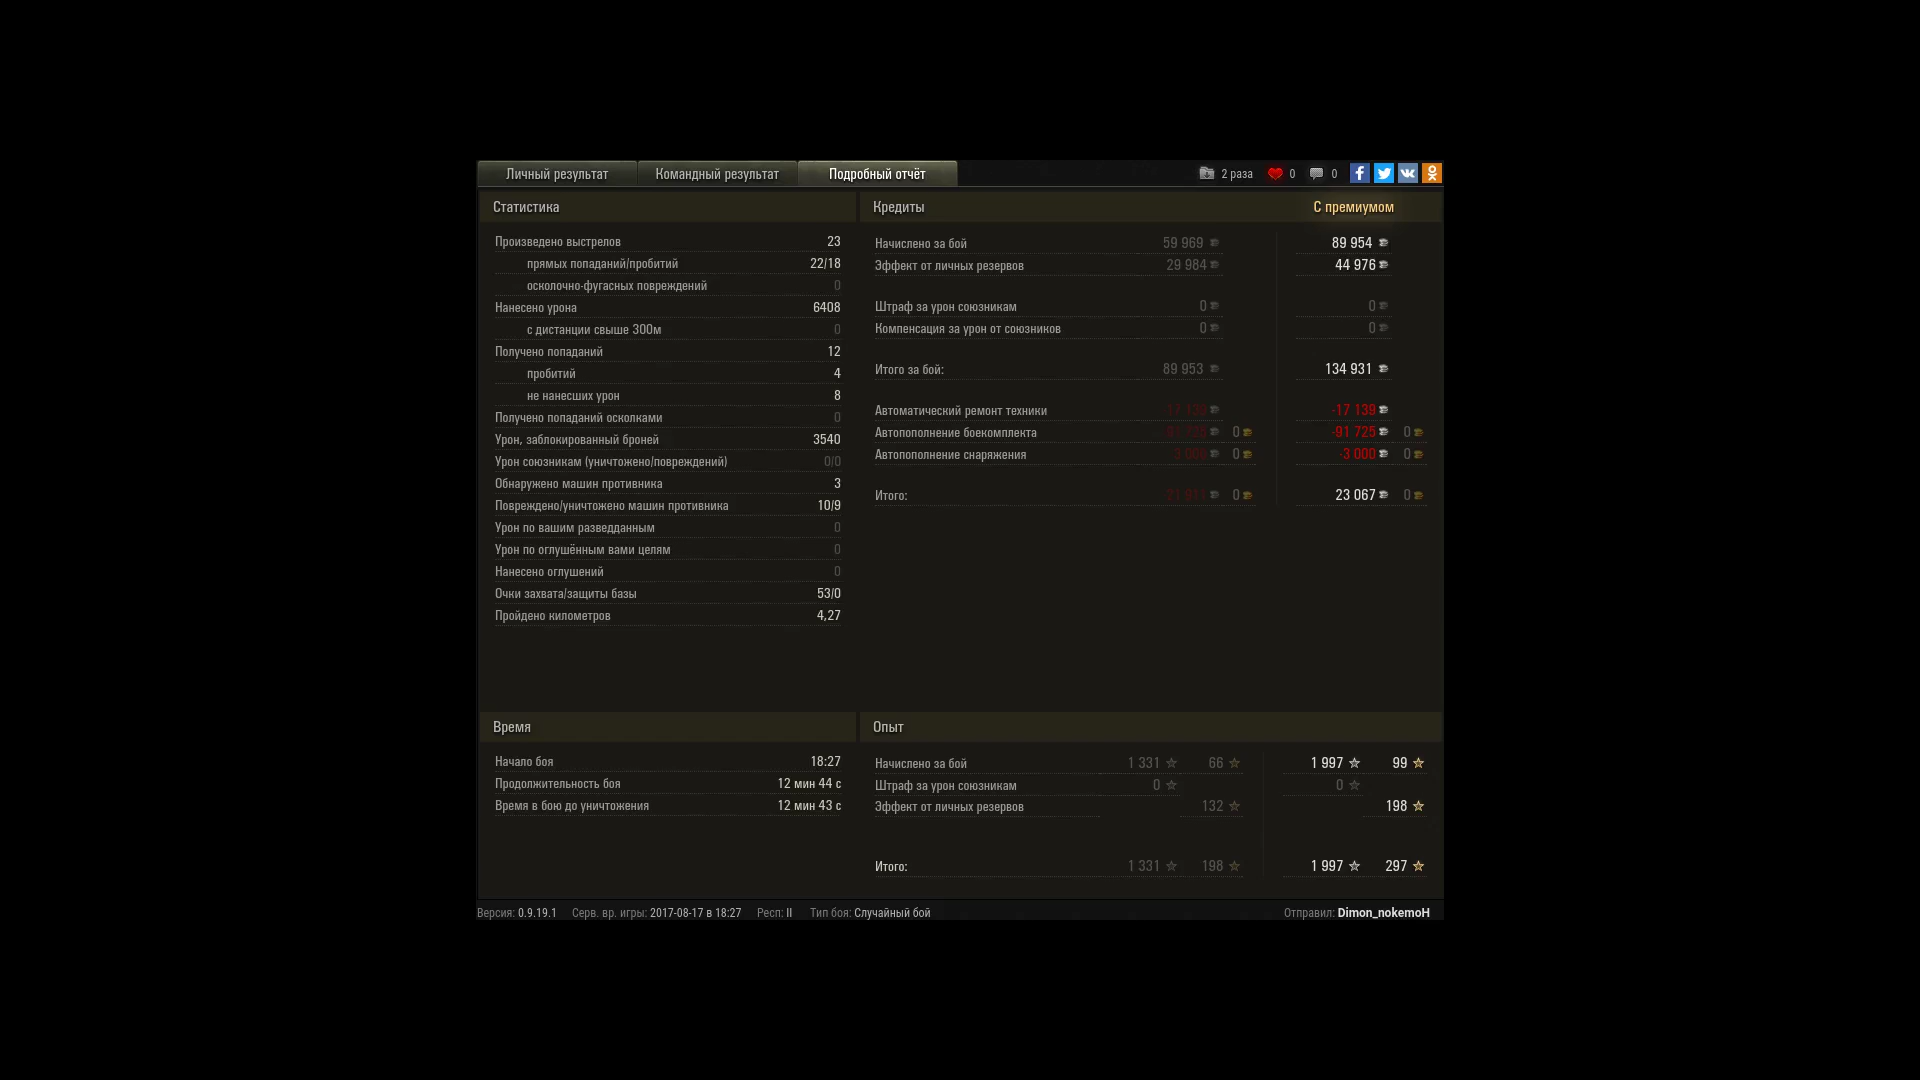 Личный результат Командный результат Подробный отчёт 2 раза 0 0
Статистика
Произведено выстрелов 23
прямых попаданий/пробитий 22/18
осколочно-фугасных повреждений 0
Нанесено урона 6408
с дистанции свыше 300м 0
Получено попаданий 12
пробитий 4
не нанесших урон 8
Получено попаданий осколками 0
Урон, заблокированный броней 3540
Урон союзникам (уничтожено/повреждений) 0/0
Обнаружено машин противника 3
Повреждено/уничтожено машин противника 10/9
Урон по вашим разведданным 0
Урон по оглушённым вами целям 0
Нанесено оглушений 0
Очки захвата/защиты базы 53/0
Пройдено километров 4,27
Кредиты С премиумом
Начислено за бой 59 969 89 954
Эффект от личных резервов 29 984 44 976
Штраф за урон союзникам 0 0
Компенсация за урон от союзников 0 0
Итого за бой: 89 953 134 931
Автоматический ремонт техники -17 139
Автопополнение боекомплекта 0 -91 725 0
Автопополнение снаряжения 0 -3 000 0
Итого: 0 23 067 0
Время
Начало боя 18:27
Продолжительность боя 12 мин 44 с
Время в бою до уничтожения 12 мин 43 с
Опыт
Начислено за бой 1 331 66 1 997 99
Штраф за урон союзникам 0 0
Эффект от личных резервов 132 198
Итого: 1 331 198 1 997 297
Версия: 0.9.19.1 Серв. вр. игры: 2017-08-17 в 18:27 Респ: II Тип боя: Случайный бой Отправил: Dimon_nokemoH